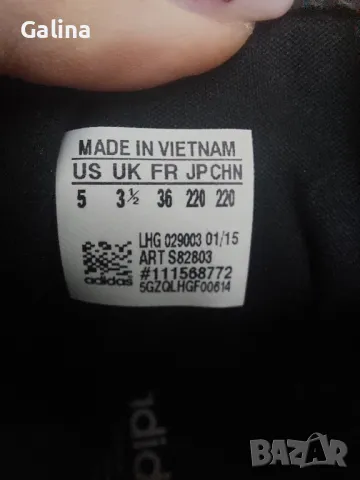 Galina
MADE IN VIETNAM
US UK FR JP CHN
5 3½ 36 220 220
LHG 029003 01/15
ART S82803
#111568772
5GZQLHGF00614
adidas
adidas
BAZAR